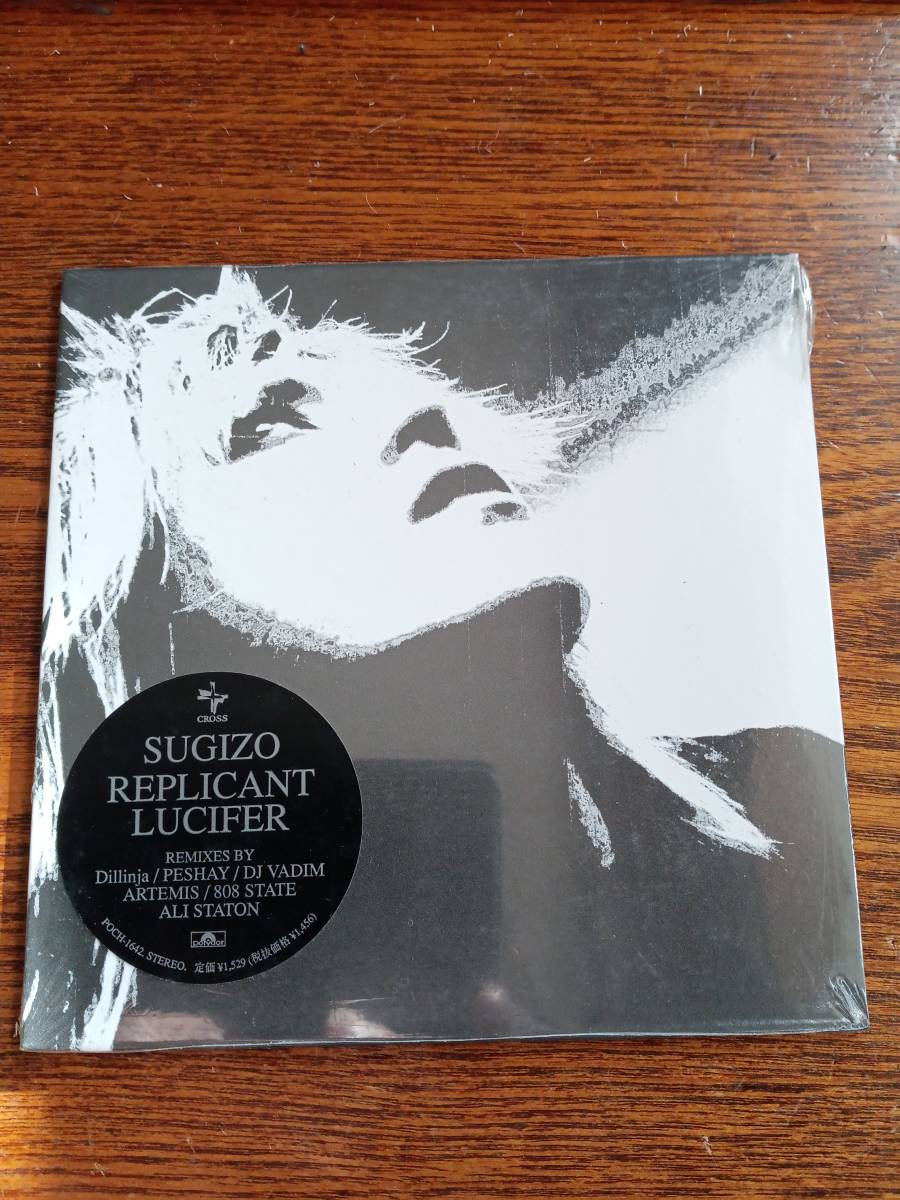 CROSS
SUGIZO
REPLICANT
LUCIFER
REMIXES BY
Dillinja / PESHAY / DJ VADIM
ARTEMIS / 808 STATE
ALI STATON
Polydor
POCH-1642. STEREO. 定価¥1,529 (税抜価格¥1,456)